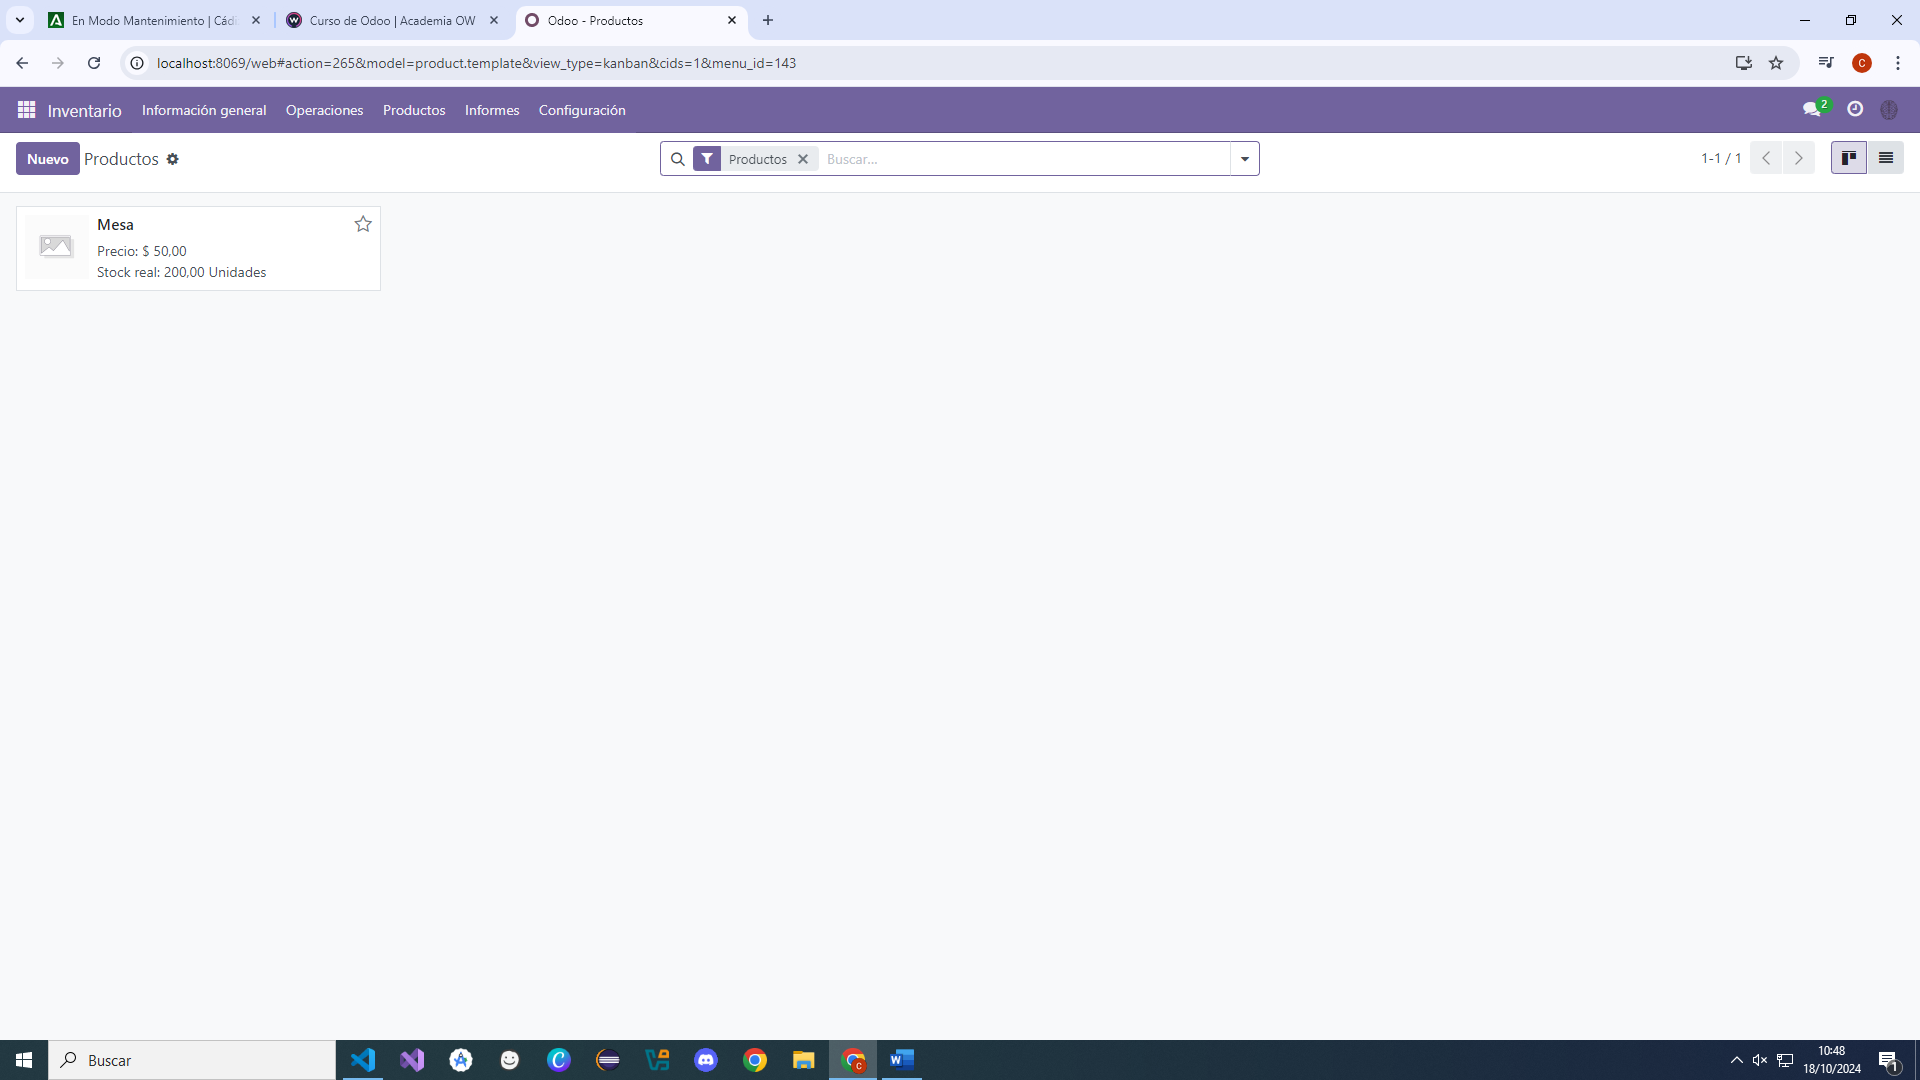 En Modo Mantenimiento | Cádi
Curso de Odoo | Academia OW
Odoo - Productos
localhost:8069/web#action=265&model=product.template&view_type=kanban&cids=1&menu_id=143
C
Inventario
Información general
Operaciones
Productos
Informes
Configuración
2
Nuevo
Productos
Productos
Buscar...
1-1 / 1
Mesa
Precio: $ 50,00
Stock real: 200,00 Unidades
Buscar
10:48
18/10/2024
1